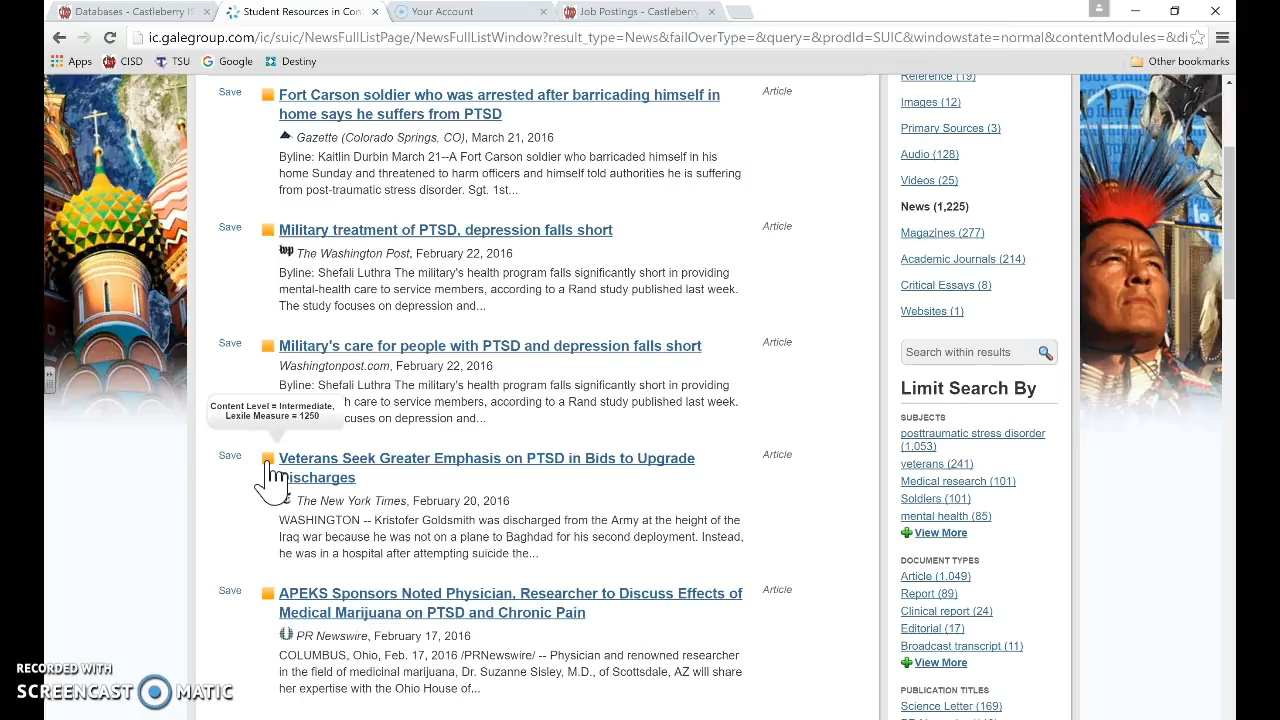 Databases - Castleberry IS
Student Resources in Con
Your Account
Job Postings - Castleberr
ic.galegroup.com/ic/suic/NewsFullListPage/NewsFullListWindow?result_type=News&failOverType=&query=&prodId=SUIC&windowstate=normal&contentModules=&di
Apps
CISD
TSU
Google
Destiny
Other bookmarks
Save
Fort Carson soldier who was arrested after barricading himself in
home says he suffers from PTSD
Article
Gazette (Colorado Springs, CO), March 21, 2016
Byline: Kaitlin Durbin March 21--A Fort Carson soldier who barricaded himself in his
home Sunday and threatened to harm officers and himself told authorities he is suffering
from post-traumatic stress disorder. Sgt. 1st...
Save
Military treatment of PTSD, depression falls short
Article
wp The Washington Post, February 22, 2016
Byline: Shefali Luthra The military's health program falls significantly short in providing
mental-health care to service members, according to a Rand study published last week.
The study focuses on depression and...
Save
Military's care for people with PTSD and depression falls short
Article
Washingtonpost.com, February 22, 2016
Byline: Shefali Luthra The military's health program falls significantly short in providing
h care to service members, according to a Rand study published last week.
cuses on depression and...
Content Level = Intermediate,
Lexile Measure = 1250
Save
Veterans Seek Greater Emphasis on PTSD in Bids to Upgrade
Discharges
Article
The New York Times, February 20, 2016
WASHINGTON -- Kristofer Goldsmith was discharged from the Army at the height of the
Iraq war because he was not on a plane to Baghdad for his second deployment. Instead,
he was in a hospital after attempting suicide the...
Save
APEKS Sponsors Noted Physician, Researcher to Discuss Effects of
Medical Marijuana on PTSD and Chronic Pain
Article
PR Newswire, February 17, 2016
COLUMBUS, Ohio, Feb. 17, 2016 /PRNewswire/ -- Physician and renowned researcher
in the field of medicinal marijuana, Dr. Suzanne Sisley, M.D., of Scottsdale, AZ will share
her expertise with the Ohio House of...
Reference (19)
Images (12)
Primary Sources (3)
Audio (128)
Videos (25)
News (1,225)
Magazines (277)
Academic Journals (214)
Critical Essays (8)
Websites (1)
Search within results
Limit Search By
SUBJECTS
posttraumatic stress disorder
(1,053)
veterans (241)
Medical research (101)
Soldiers (101)
mental health (85)
View More
DOCUMENT TYPES
Article (1,049)
Report (89)
Clinical report (24)
Editorial (17)
Broadcast transcript (11)
View More
PUBLICATION TITLES
Science Letter (169)
RECORDED WITH
SCREENCAST MATIC